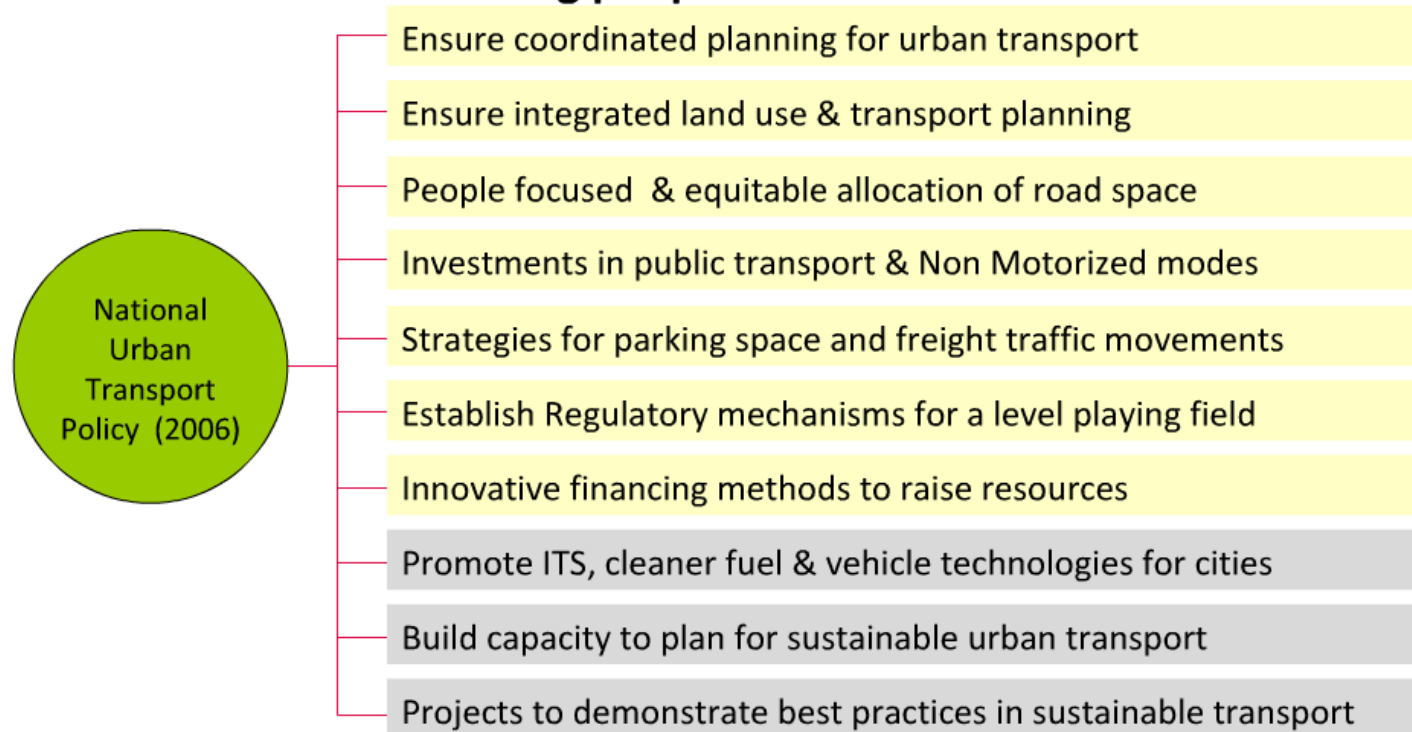 Ensure coordinated planning for urban transport
Ensure integrated land use & transport planning
People focused & equitable allocation of road space
Investments in public transport & Non Motorized modes
Strategies for parking space and freight traffic movements
Establish Regulatory mechanisms for a level playing field
Innovative financing methods to raise resources
Promote ITS, cleaner fuel & vehicle technologies for cities
Build capacity to plan for sustainable urban transport
Projects to demonstrate best practices in sustainable transport
National
Urban
Transport
Policy (2006)